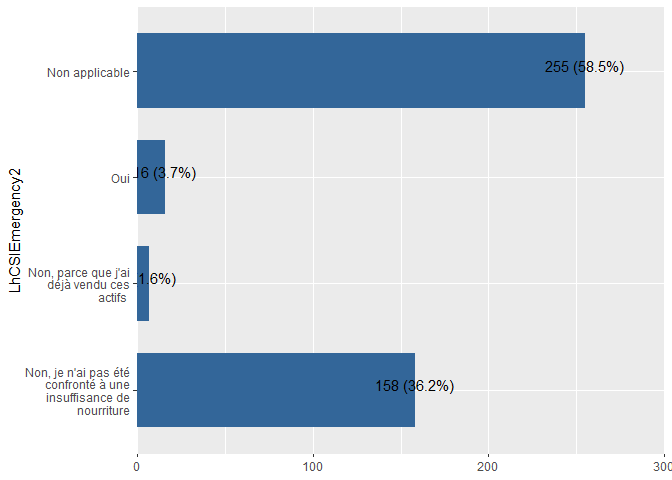 LhCSIEmergency2
Non applicable
255 (58.5%)
Oui
16 (3.7%)
Non, parce que j'ai
déjà vendu ces
actifs
1.6%)
Non, je n'ai pas été
confronté à une
insuffisance de
nourriture
158 (36.2%)
0
100
200
300